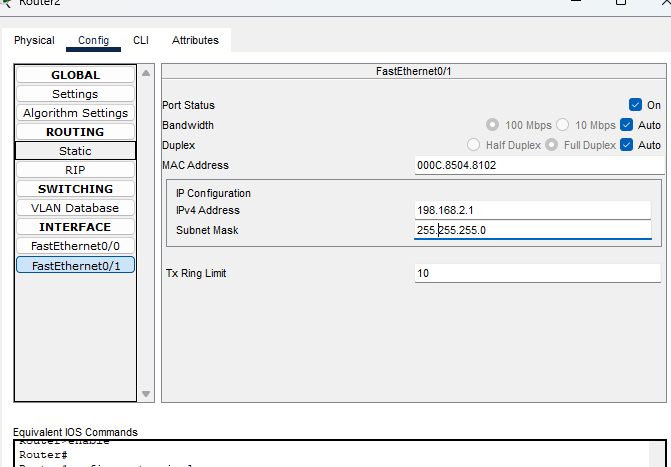 Router2
Physical Config CLI Attributes
GLOBAL
Settings
Algorithm Settings
ROUTING
Static
RIP
SWITCHING
VLAN Database
INTERFACE
FastEthernet0/0
FastEthernet0/1
FastEthernet0/1
Port Status On
Bandwidth 100 Mbps 10 Mbps Auto
Duplex Half Duplex Full Duplex Auto
MAC Address 000C.8504.8102
IP Configuration
IPv4 Address 198.168.2.1
Subnet Mask 255.255.255.0
Tx Ring Limit 10
Equivalent IOS Commands
Router>enable
Router#